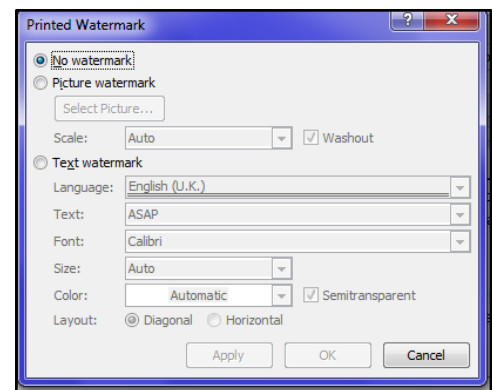 Printed Watermark
No watermark
Picture watermark
Select Picture...
Scale: Auto Washout
Text watermark
Language: English (U.K.)
Text: ASAP
Font: Calibri
Size: Auto
Color: Automatic Semitransparent
Layout: Diagonal Horizontal
Apply OK Cancel